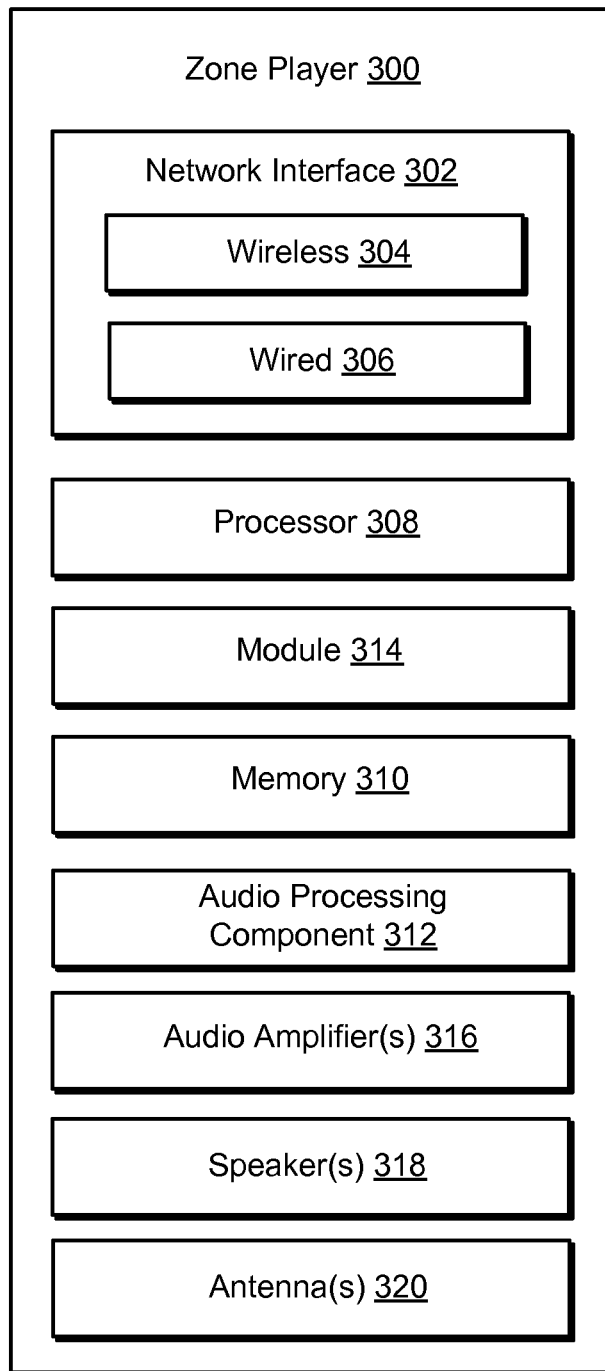 Zone Player 300
Network Interface 302
Wireless 304
Wired 306
Processor 308
Module 314
Memory 310
Audio Processing
Component 312
Audio Amplifier(s) 316
Speaker(s) 318
Antenna(s) 320